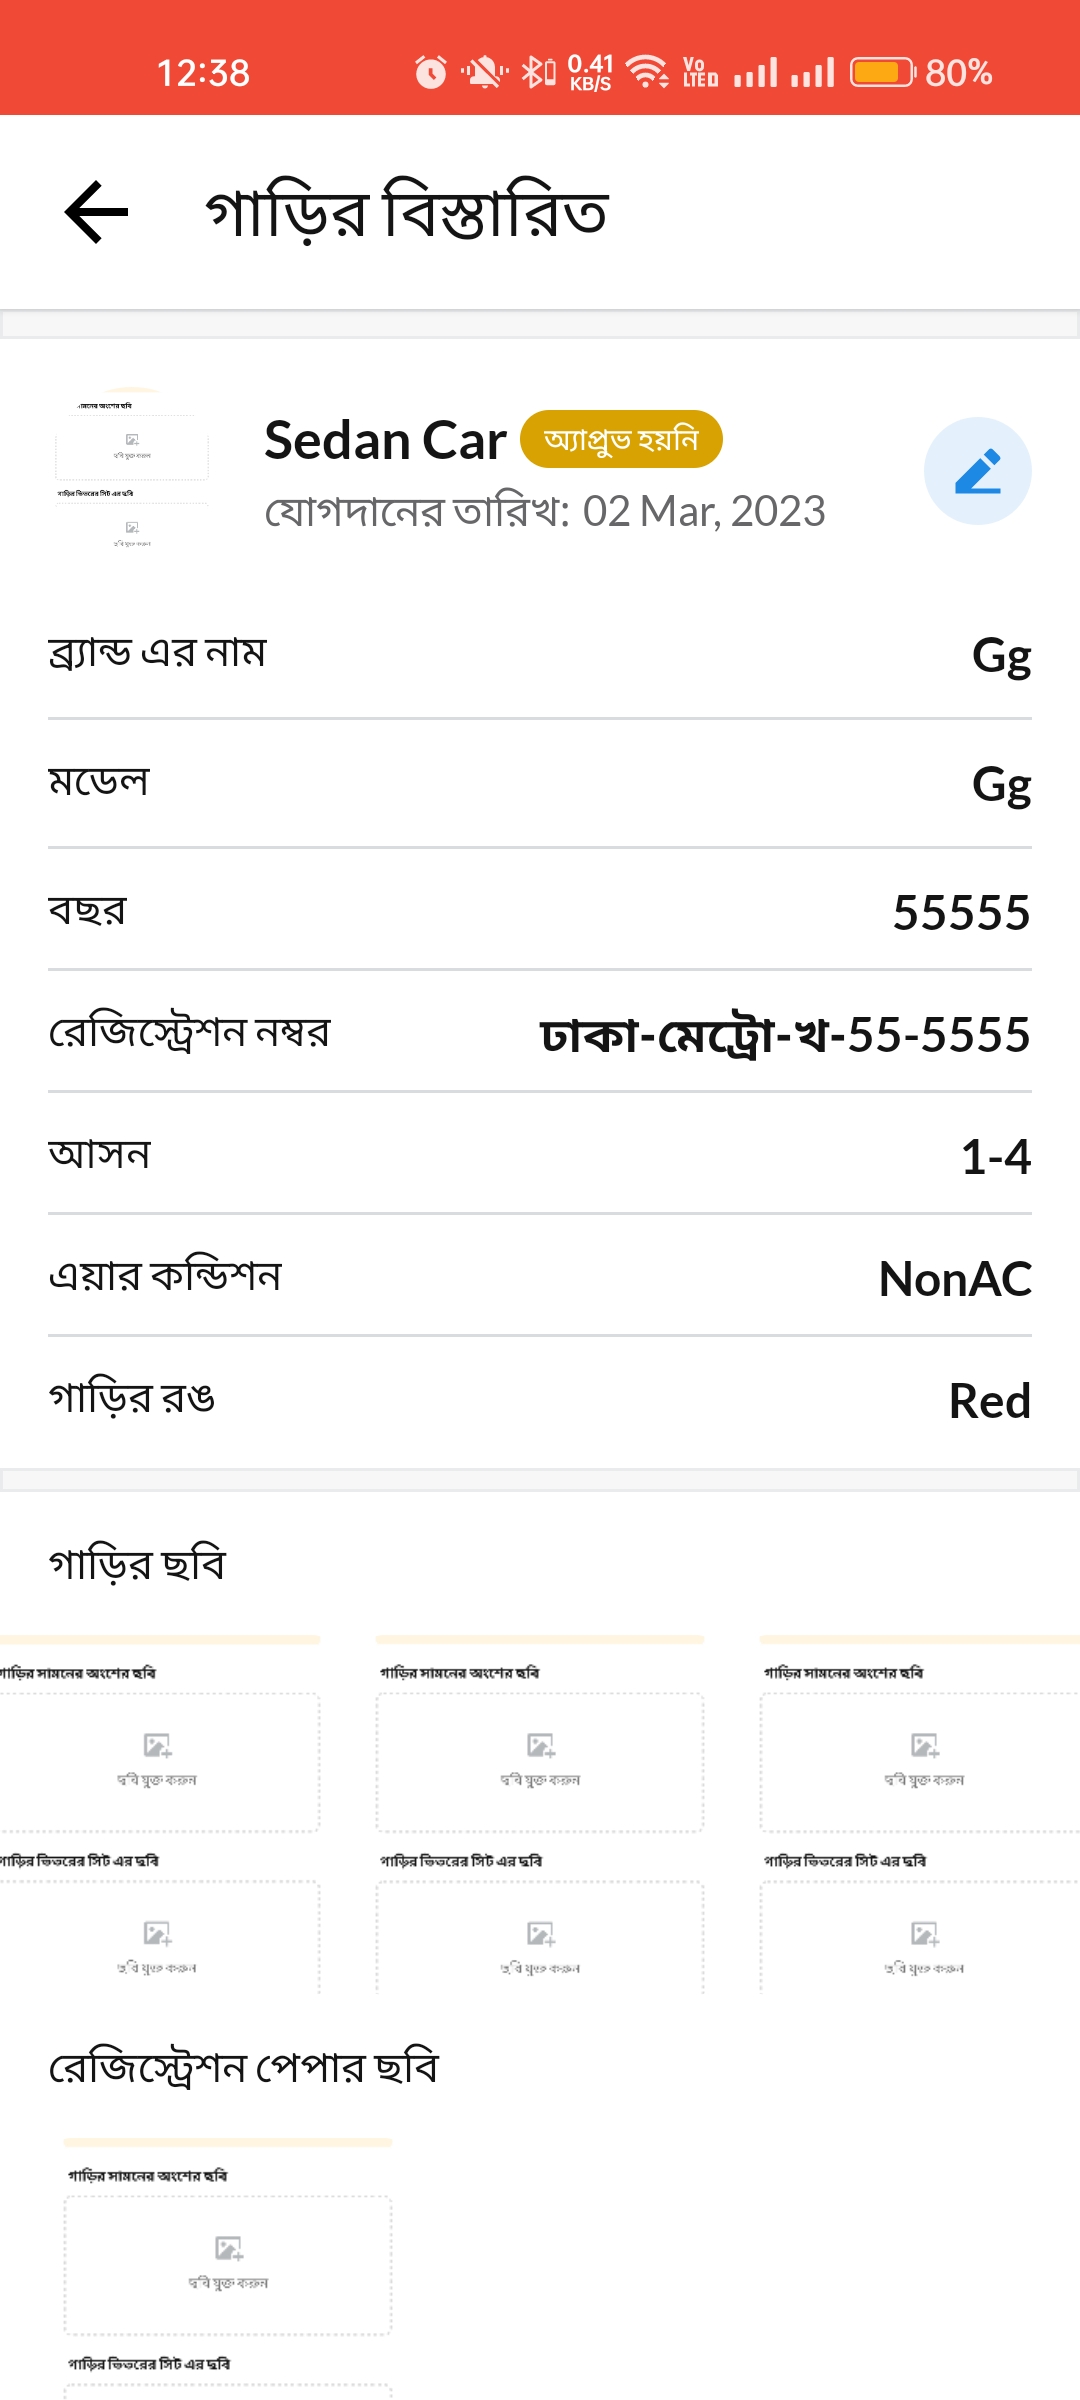 12:38 0.41 KB/S Vo LTED 80%
গাড়ির বিস্তারিত
Sedan Car অ্যাপ্রুভ হয়নি
যোগদানের তারিখ: 02 Mar, 2023
ব্র্যান্ড এর নাম Gg
মডেল Gg
বছর 55555
রেজিস্ট্রেশন নম্বর ঢাকা-মেট্রো-খ-55-5555
আসন 1-4
এয়ার কন্ডিশন NonAC
গাড়ির রঙ Red
গাড়ির ছবি
গাড়ির সামনের অংশের ছবি গাড়ির সামনের অংশের ছবি গাড়ির সামনের অংশের ছবি
ছবি যুক্ত করুন ছবি যুক্ত করুন ছবি যুক্ত করুন
গাড়ির ভিতরের সিট এর ছবি গাড়ির ভিতরের সিট এর ছবি গাড়ির ভিতরের সিট এর ছবি
ছবি যুক্ত করুন ছবি যুক্ত করুন ছবি যুক্ত করুন
রেজিস্ট্রেশন পেপার ছবি
গাড়ির সামনের অংশের ছবি
ছবি যুক্ত করুন
গাড়ির ভিতরের সিট এর ছবি